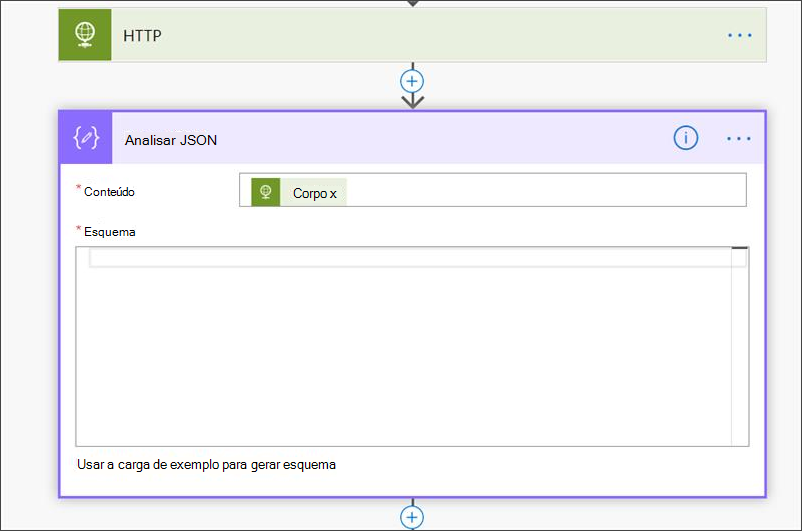 HTTP
Analisar JSON
* Conteúdo
Corpo x
* Esquema
Usar a carga de exemplo para gerar esquema